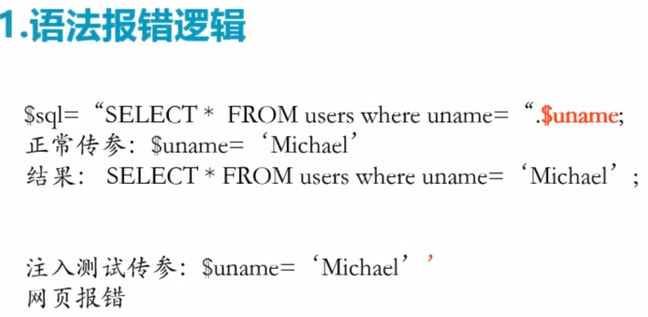 1.语法报错逻辑
$sql=“SELECT * FROM users where uname=“.$uname;
正常传参：$uname=‘Michael’
结果： SELECT * FROM users where uname=‘Michael’;
注入测试传参：$uname=‘Michael’’
网页报错